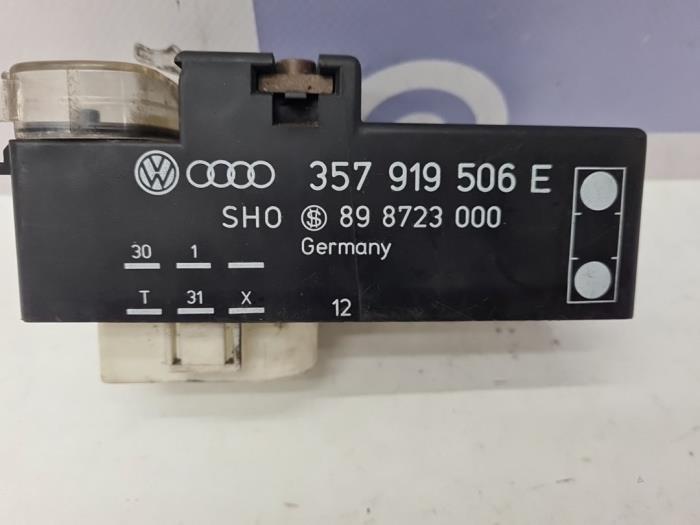 357 919 506 E
SHO 89 8723 000
Germany
30 1
T 31 X
12